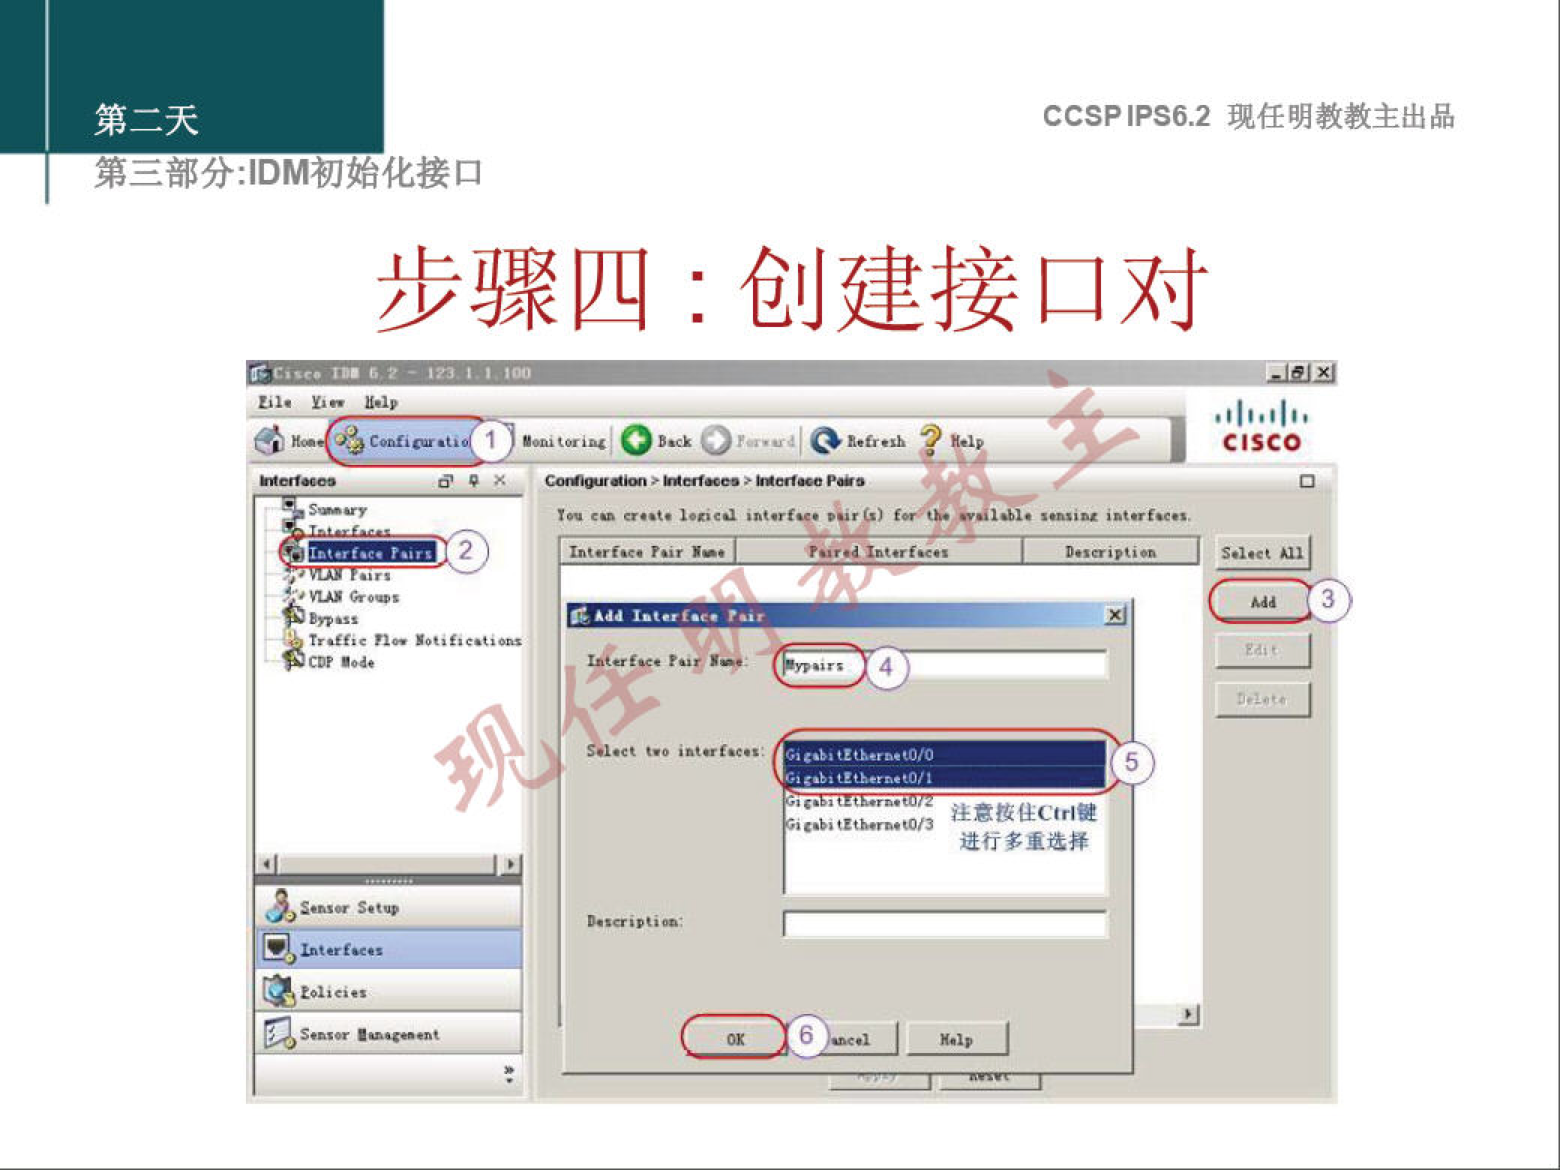 第二天
CCSP IPS6.2 现任明教教主出品
第三部分:IDM初始化接口
步骤四:创建接口对
Cisco IDM 6.2 - 123.1.1.100
File View Help
Home Configuratio 1 Monitoring Back Forward Refresh Help
CISCO
Interfaces
Configuration > Interfaces > Interface Pairs
Summary
Interfaces
Interface Pairs 2
VLAN Pairs
VLAN Groups
Bypass
Traffic Flow Notifications
CDP Mode
You can create logical interface pair(s) for the available sensing interfaces.
Interface Pair Name Paired Interfaces Description
Select All
Add 3
Edit
Delete
Add Interface Pair
Interface Pair Name: Mypairs 4
Select two interfaces:
GigabitEthernet0/0
GigabitEthernet0/1
5
GigabitEthernet0/2
GigabitEthernet0/3
注意按住Ctrl键
进行多重选择
Description:
OK 6 ancel Help
Apply Reset
Sensor Setup
Interfaces
Policies
Sensor Management
现任明教教主